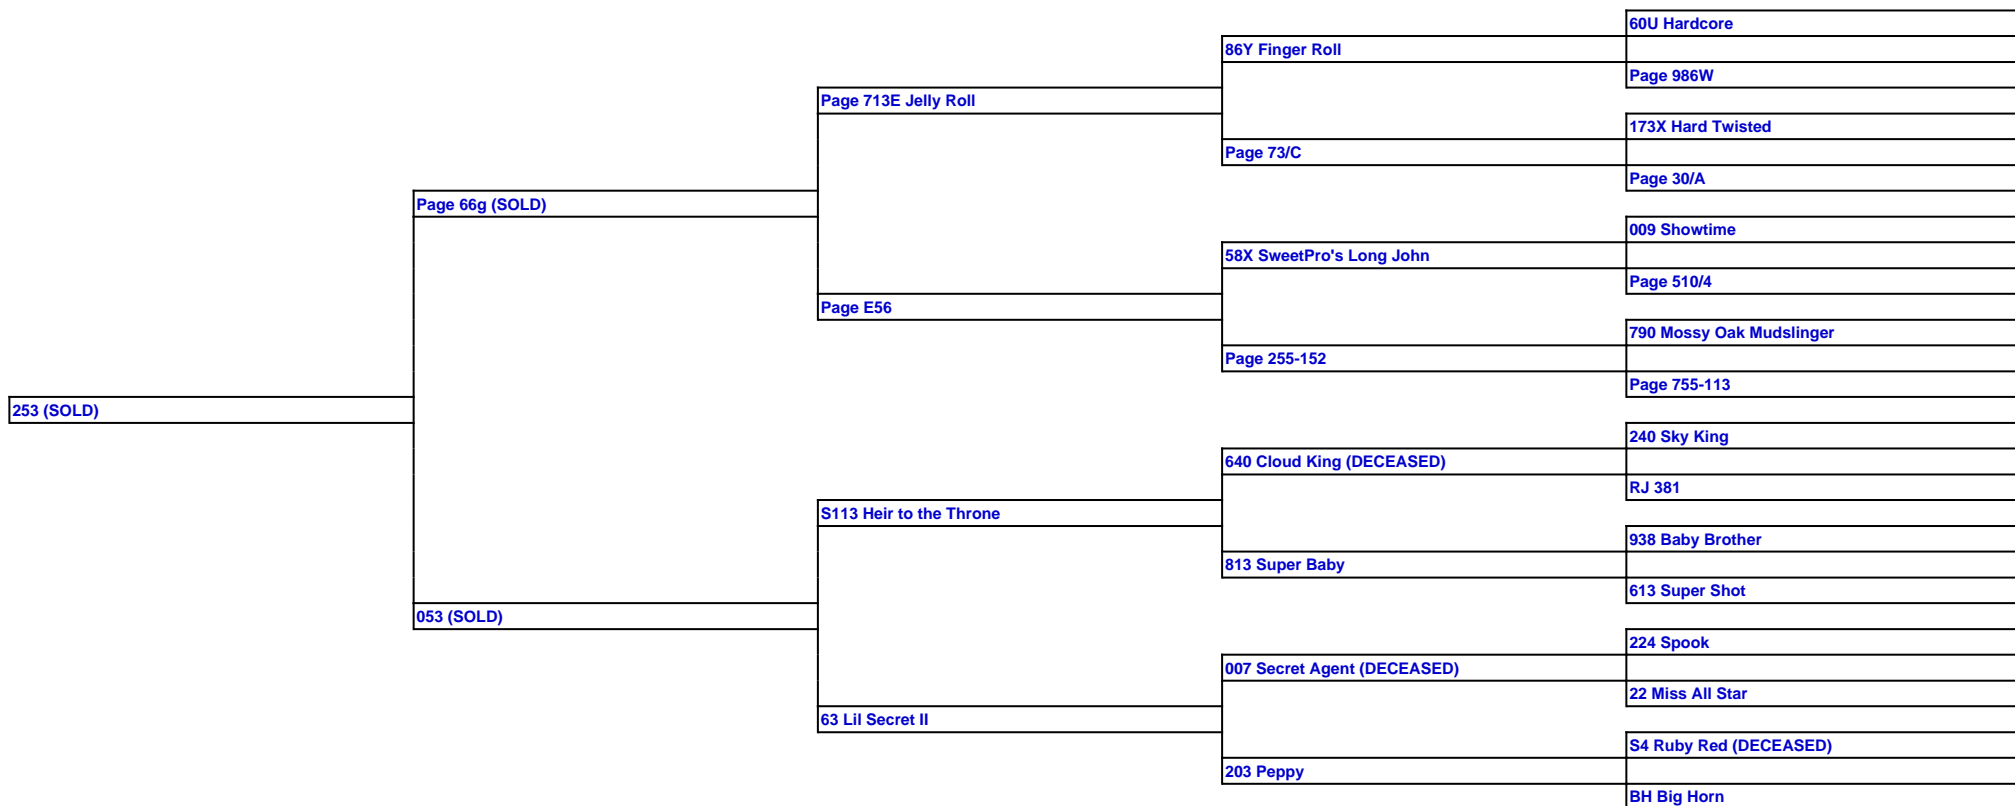 60U Hardcore
86Y Finger Roll
Page 986W
Page 713E Jelly Roll
173X Hard Twisted
Page 73/C
Page 30/A
Page 66g (SOLD)
009 Showtime
58X SweetPro's Long John
Page 510/4
Page E56
790 Mossy Oak Mudslinger
Page 255-152
Page 755-113
253 (SOLD)
240 Sky King
640 Cloud King (DECEASED)
RJ 381
S113 Heir to the Throne
938 Baby Brother
813 Super Baby
613 Super Shot
053 (SOLD)
224 Spook
007 Secret Agent (DECEASED)
22 Miss All Star
63 Lil Secret II
S4 Ruby Red (DECEASED)
203 Peppy
BH Big Horn